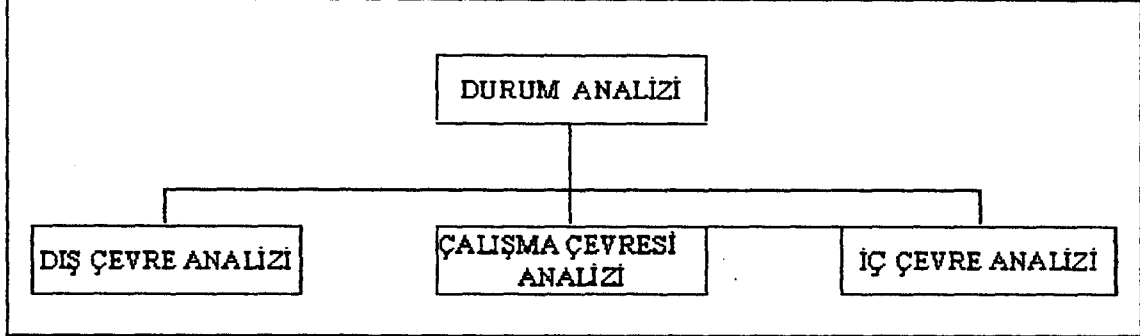 DURUM ANALİZİ
DIŞ ÇEVRE ANALİZİ
ÇALIŞMA ÇEVRESİ
ANALİZİ
İÇ ÇEVRE ANALİZİ